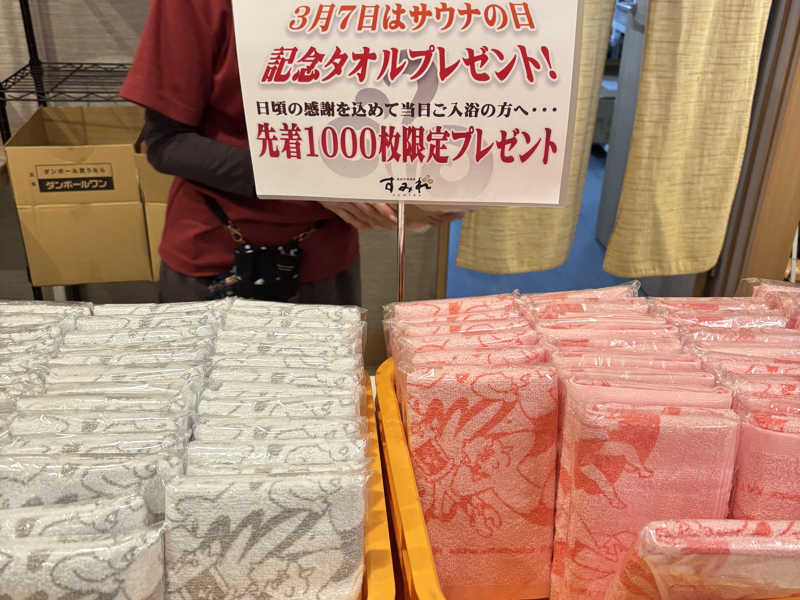 3月7日はサウナの日
記念タオルプレゼント!
日頃の感謝を込めて当日ご入浴の方へ・・・
先着1000枚限定プレゼント
すみれ
SUMIRE
ダンボール買うなら
ダンボールワン